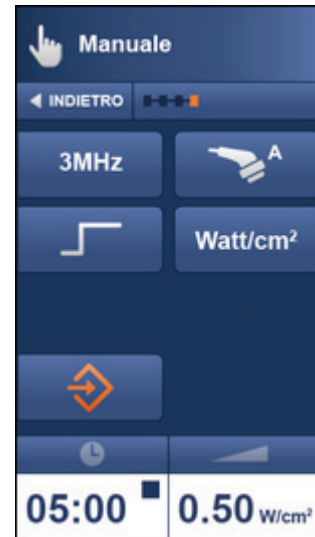 Manuale
INDIETRO
3MHz
A
Watt/cm²
05:00
0.50 W/cm²